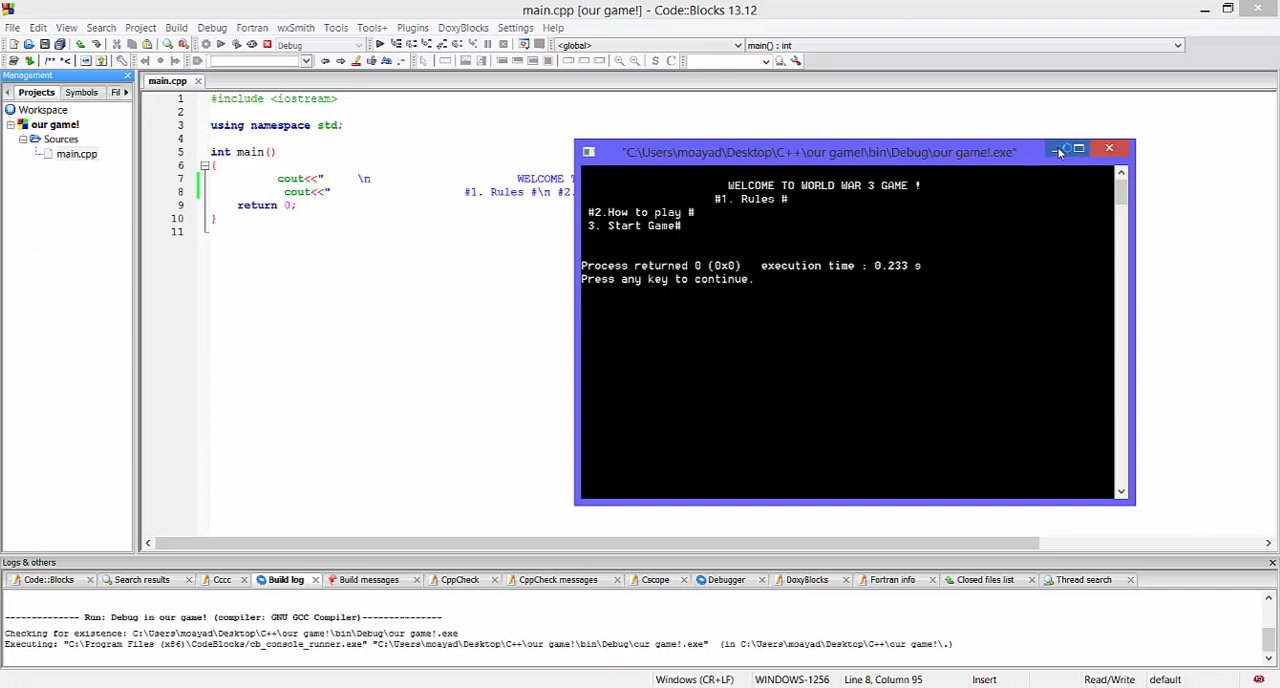 main.cpp [our game!] - Code::Blocks 13.12
File Edit View Search Project Build Debug Fortran wxSmith Tools Tools+ Plugins DoxyBlocks Settings Help
Debug <global> main() : int
Management
main.cpp
Projects Symbols Fil
Workspace
our game!
Sources
main.cpp
1 #include <iostream>
2
3 using namespace std;
4
5 int main()
6 {
7 cout<<" \n WELCOME T
8 cout<<" #1. Rules #\n #2.
9 return 0;
10 }
11
"C:\Users\moayad\Desktop\C++\our game!\bin\Debug\our game!.exe"
WELCOME TO WORLD WAR 3 GAME !
#1. Rules #
#2.How to play #
3. Start Game#
Process returned 0 (0x0) execution time : 0.233 s
Press any key to continue.
Logs & others
Code::Blocks Search results Cccc Build log Build messages CppCheck CppCheck messages Cscope Debugger DoxyBlocks Fortran info Closed files list Thread search
-------------- Run: Debug in our game! (compiler: GNU GCC Compiler)---------------
Checking for existence: C:\Users\moayad\Desktop\C++\our game!\bin\Debug\our game!.exe
Executing: "C:\Program Files (x86)\CodeBlocks/cb_console_runner.exe" "C:\Users\moayad\Desktop\C++\our game!\bin\Debug\our game!.exe" (in C:\Users\moayad\Desktop\C++\our game!\.)
Windows (CR+LF) WINDOWS-1256 Line 8, Column 95 Insert Read/Write default